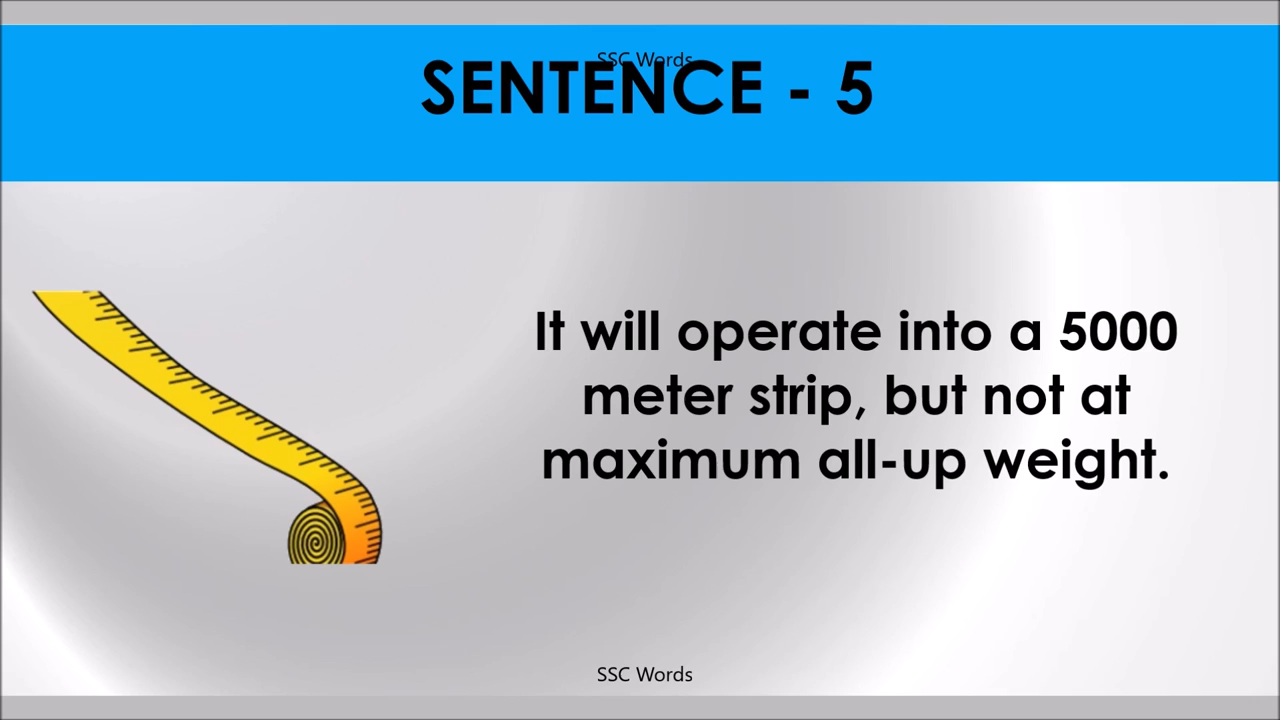 SSC Words
SENTENCE - 5
It will operate into a 5000
meter strip, but not at
maximum all-up weight.
SSC Words